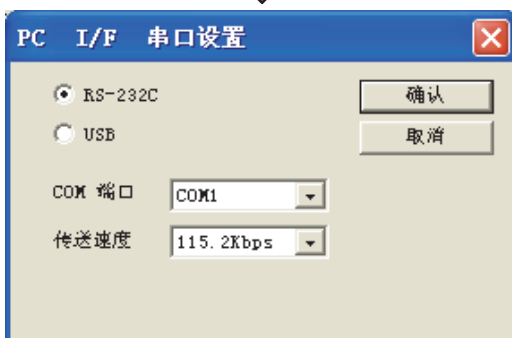 PC I/F 串口设置
RS-232C
确认
USB
取消
COM 端口 COM1
传送速度 115.2Kbps